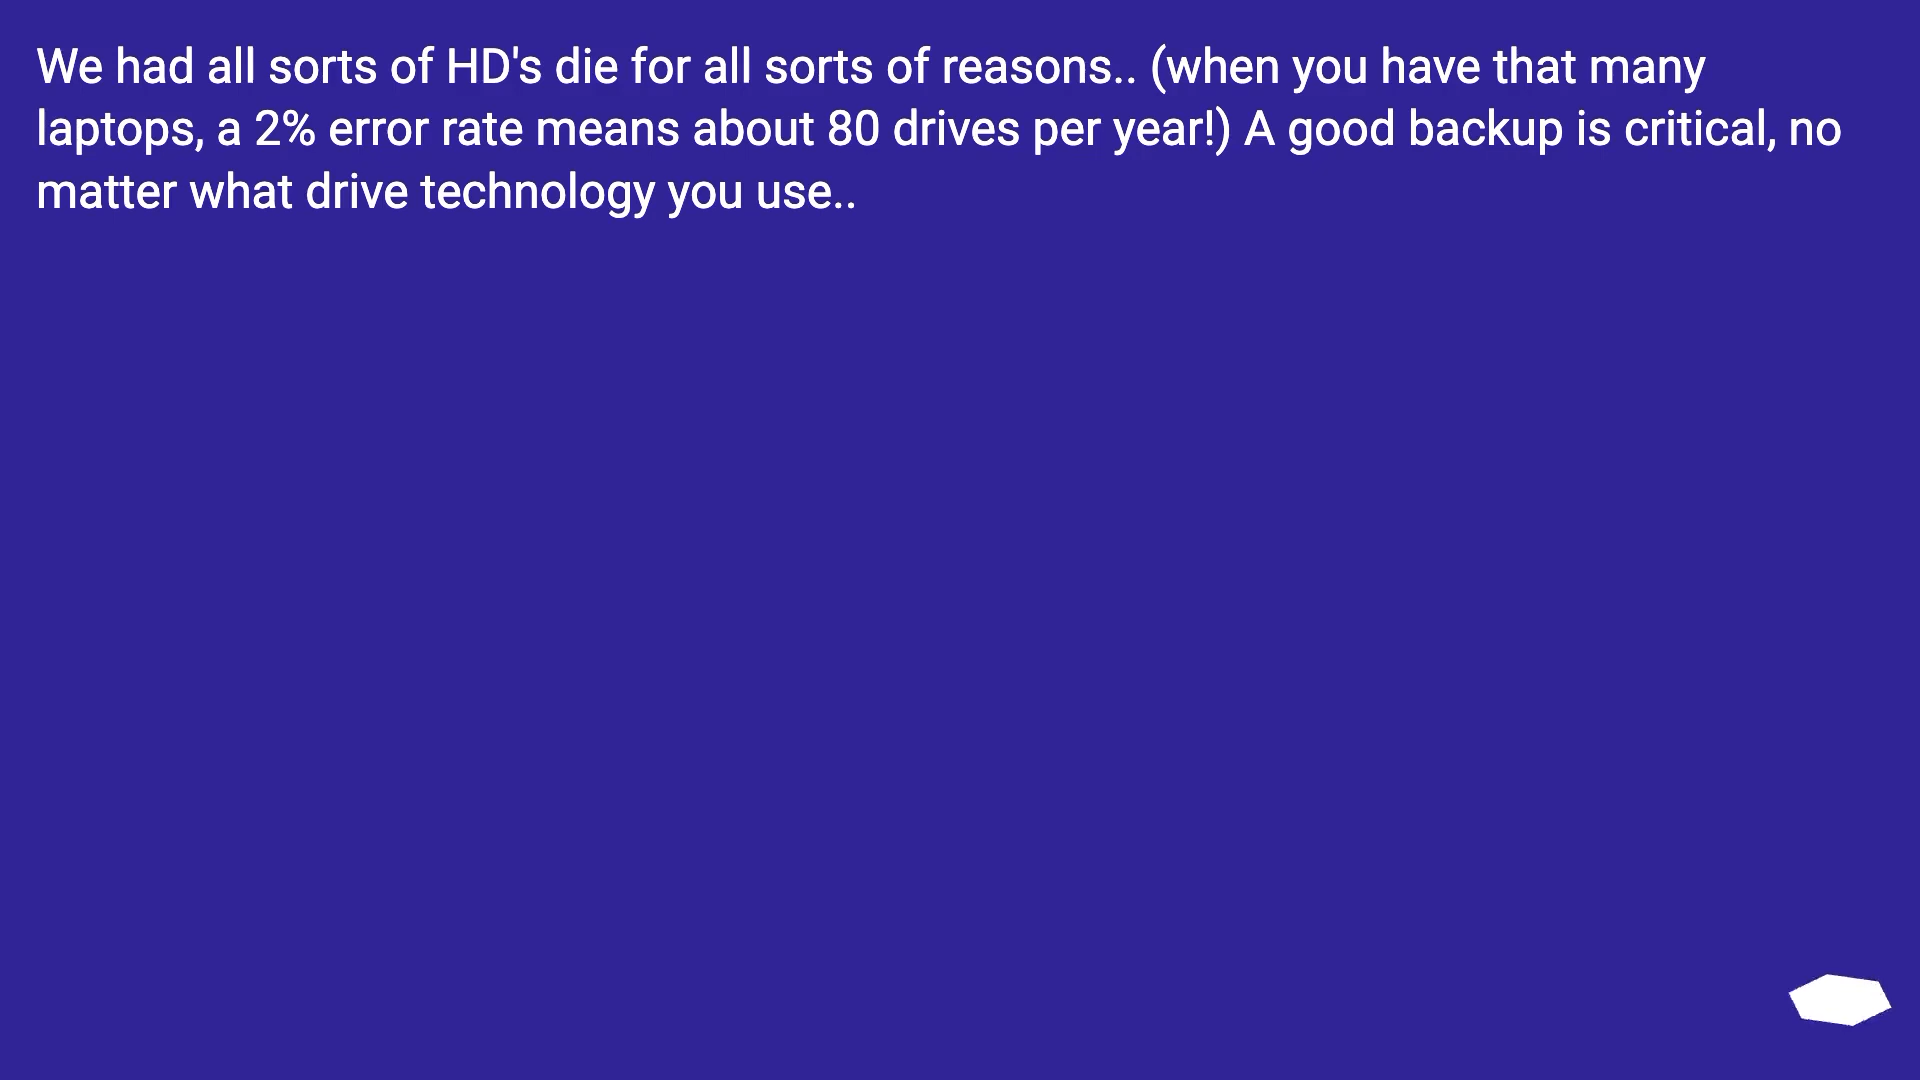 We had all sorts of HD's die for all sorts of reasons.. (when you have that many
laptops, a 2% error rate means about 80 drives per year!) A good backup is critical, no
matter what drive technology you use..